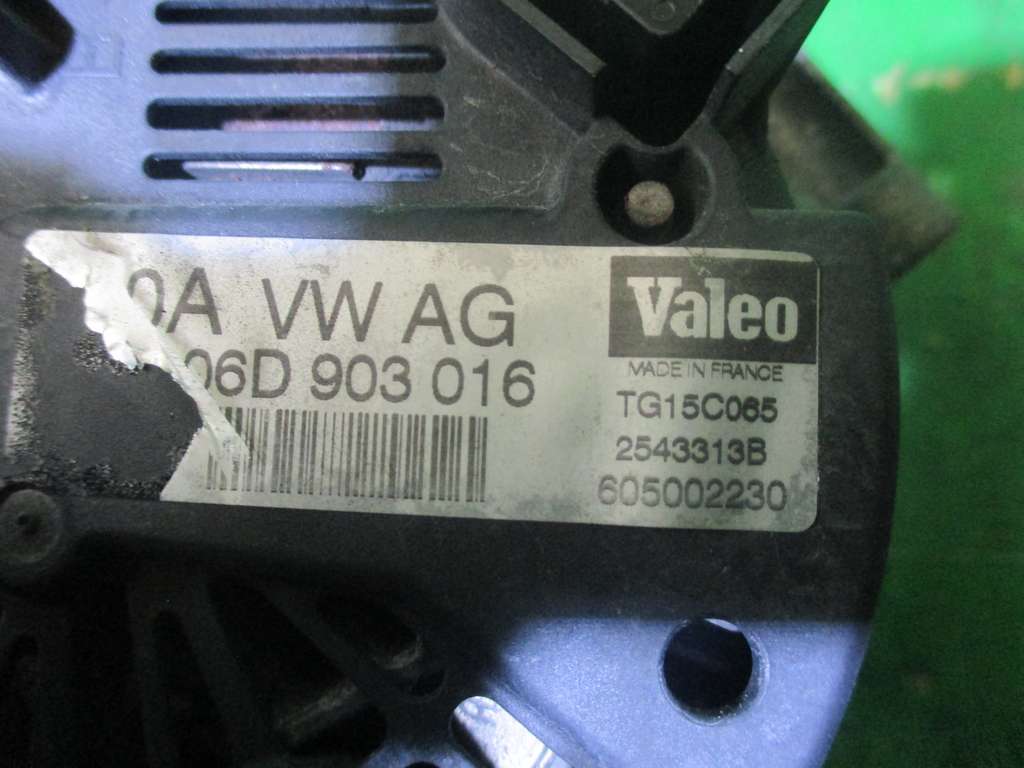 0A VW AG
06D 903 016
Valeo
MADE IN FRANCE
TG15C065
2543313B
605002230